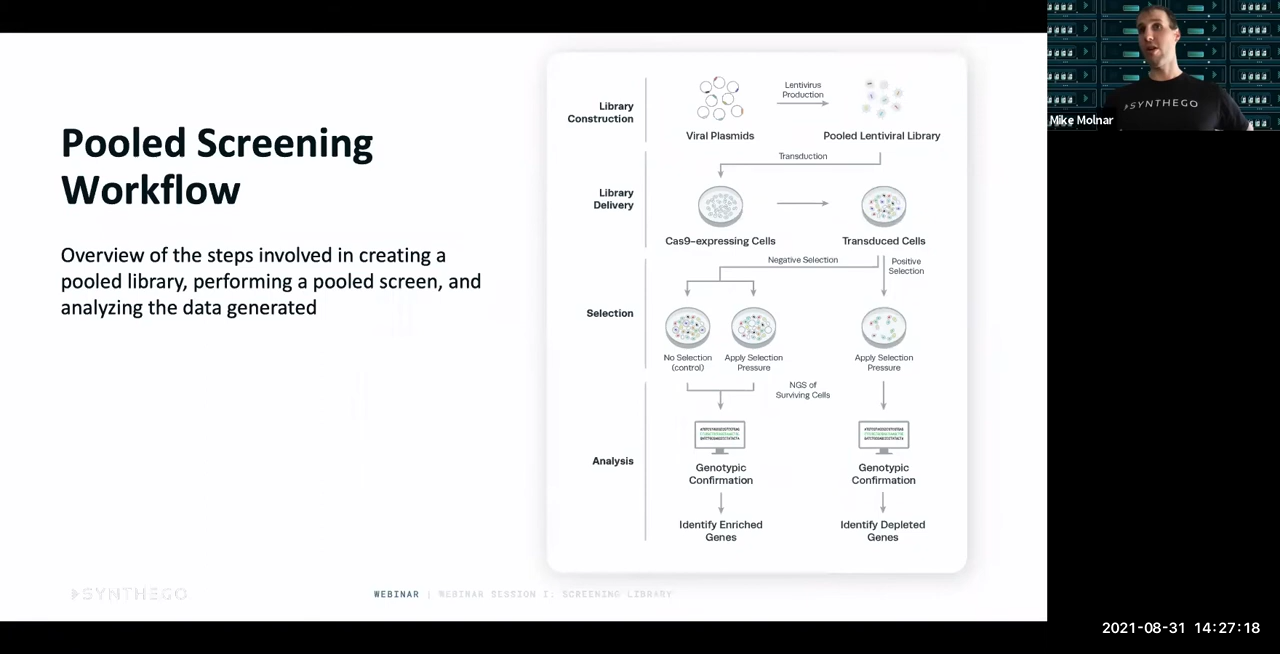 Pooled Screening
Workflow
Overview of the steps involved in creating a
pooled library, performing a pooled screen, and
analyzing the data generated
Library
Construction
Viral Plasmids
Lentivirus
Production
Pooled Lentiviral Library
Transduction
Library
Delivery
Cas9-expressing Cells
Transduced Cells
Negative Selection
Positive
Selection
Selection
No Selection
(control)
Apply Selection
Pressure
Apply Selection
Pressure
NGS of
Surviving Cells
Analysis
Genotypic
Confirmation
Genotypic
Confirmation
Identify Enriched
Genes
Identify Depleted
Genes
SYNTHEGO
WEBINAR | WEBINAR SESSION I: SCREENING LIBRARY
SYNTHEGO
Mike Molnar
2021-08-31 14:27:18